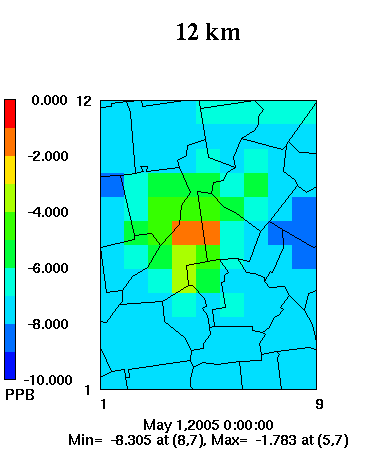 12 km
0.000
-2.000
-4.000
-6.000
-8.000
-10.000
PPB
12
1
1
9
May 1,2005 0:00:00
Min= -8.305 at (8,7), Max= -1.783 at (5,7)